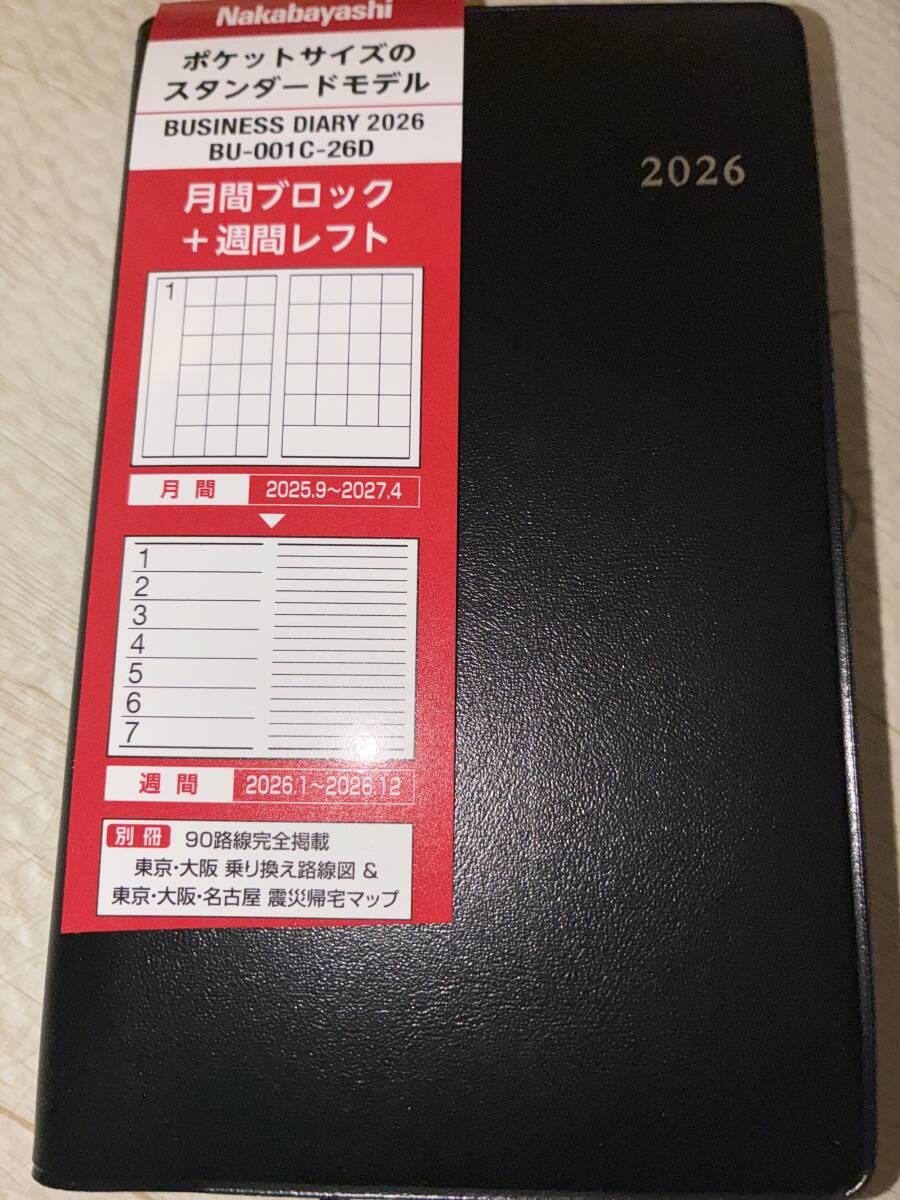 Nakabayashi
ポケットサイズの
スタンダードモデル
BUSINESS DIARY 2026
BU-001C-26D
2026
月間ブロック
＋週間レフト
1
月間 2025.9～2027.4
1
2
3
4
5
6
7
週間 2026.1～2026.12
別冊 90路線完全掲載
東京・大阪 乗り換え路線図 &
東京・大阪・名古屋 震災帰宅マップ